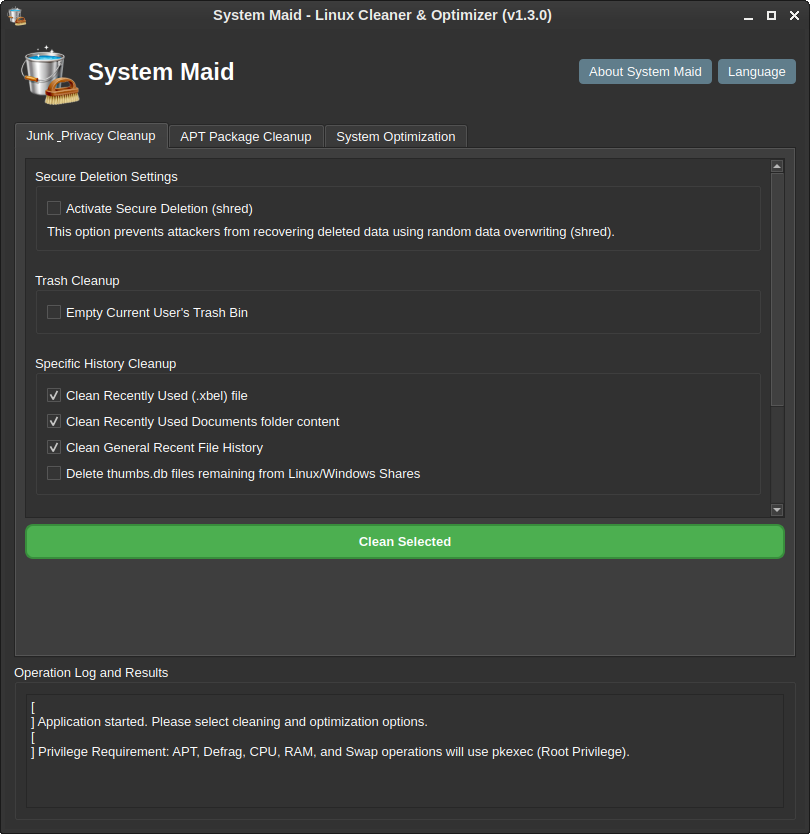 System Maid - Linux Cleaner & Optimizer (v1.3.0)
System Maid
About System Maid
Language
Junk _Privacy Cleanup
APT Package Cleanup
System Optimization
Secure Deletion Settings
Activate Secure Deletion (shred)
This option prevents attackers from recovering deleted data using random data overwriting (shred).
Trash Cleanup
Empty Current User's Trash Bin
Specific History Cleanup
Clean Recently Used (.xbel) file
Clean Recently Used Documents folder content
Clean General Recent File History
Delete thumbs.db files remaining from Linux/Windows Shares
Clean Selected
Operation Log and Results
[
] Application started. Please select cleaning and optimization options.
[
] Privilege Requirement: APT, Defrag, CPU, RAM, and Swap operations will use pkexec (Root Privilege).